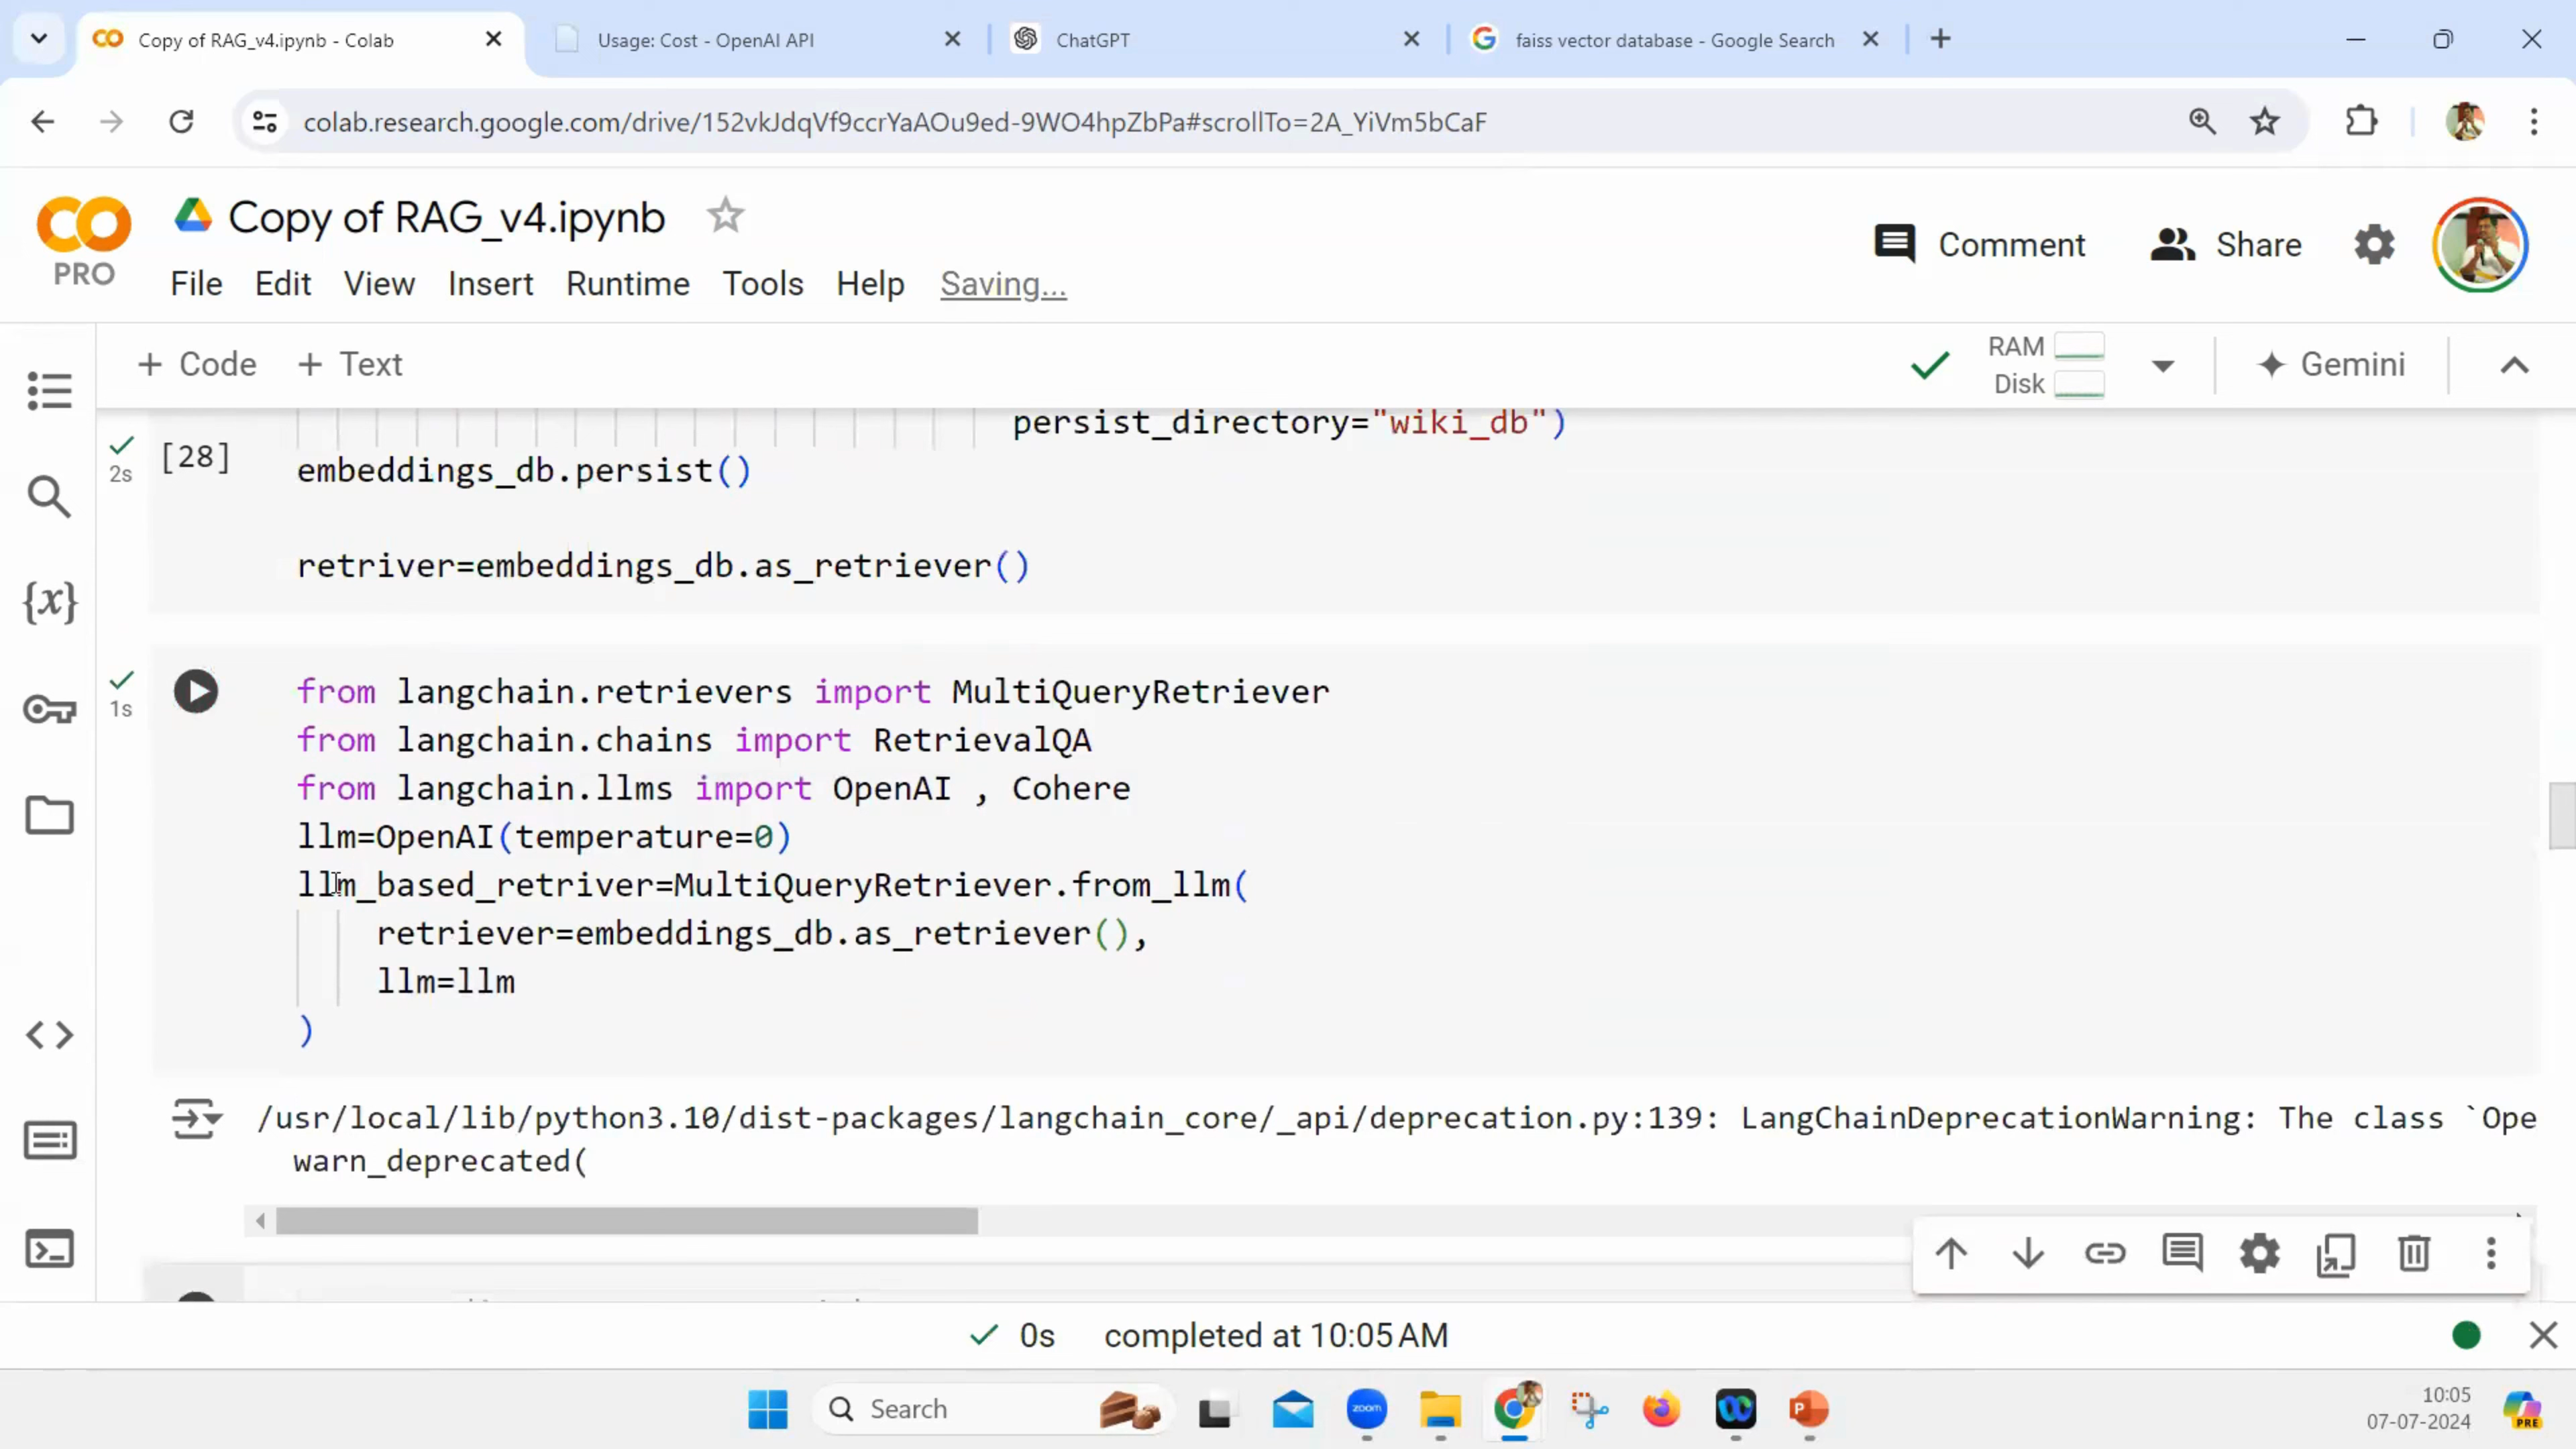 Copy of RAG_v4.ipynb - Colab
Usage: Cost - OpenAI API
ChatGPT
faiss vector database - Google Search
colab.research.google.com/drive/152vkJdqVf9ccrYaAOu9ed-9WO4hpZbPa#scrollTo=2A_YiVm5bCaF
CO
PRO
Copy of RAG_v4.ipynb
File Edit View Insert Runtime Tools Help Saving...
Comment
Share
+ Code + Text
RAM
Disk
Gemini
persist_directory="wiki_db")
2s
[28]
embeddings_db.persist()
retriver=embeddings_db.as_retriever()
{x}
1s
from langchain.retrievers import MultiQueryRetriever
from langchain.chains import RetrievalQA
from langchain.llms import OpenAI , Cohere
llm=OpenAI(temperature=0)
llm_based_retriver=MultiQueryRetriever.from_llm(
retriever=embeddings_db.as_retriever(),
llm=llm
)
/usr/local/lib/python3.10/dist-packages/langchain_core/_api/deprecation.py:139: LangChainDeprecationWarning: The class `Ope
warn_deprecated(
0s completed at 10:05 AM
Search
zoom
P
10:05
07-07-2024
PRE